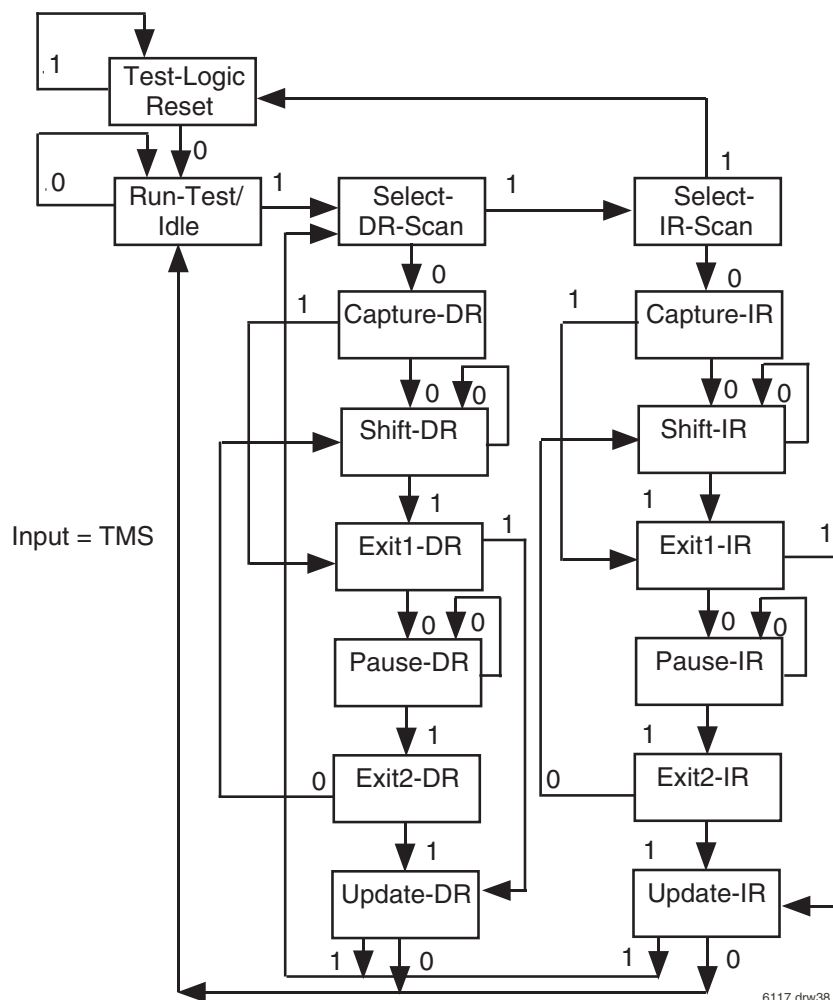 1
Test-Logic
Reset
0
1
0
Run-Test/
Idle
1
Select-
DR-Scan
1
Select-
IR-Scan
0
0
1
Capture-DR
1
Capture-IR
0
0
0
0
Shift-DR
Shift-IR
1
1
Input = TMS
Exit1-DR
1
Exit1-IR
1
0
0
0
0
Pause-DR
Pause-IR
1
1
0
Exit2-DR
0
Exit2-IR
1
1
Update-DR
Update-IR
1
0
1
0
6117 drw38